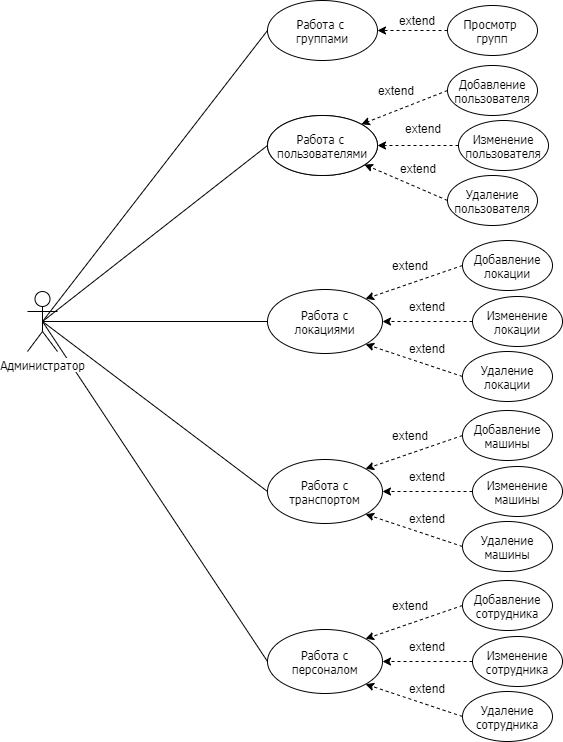 Работа с
группами
extend
Просмотр
групп
extend
Добавление
пользователя
Работа с
пользователями
extend
Изменение
пользователя
extend
Удаление
пользователя
extend
Добавление
локации
Работа с
локациями
extend
Изменение
локации
extend
Удаление
локации
Администратор
extend
Добавление
машины
Работа с
транспортом
extend
Изменение
машины
extend
Удаление
машины
extend
Добавление
сотрудника
Работа с
персоналом
extend
Изменение
сотрудника
extend
Удаление
сотрудника